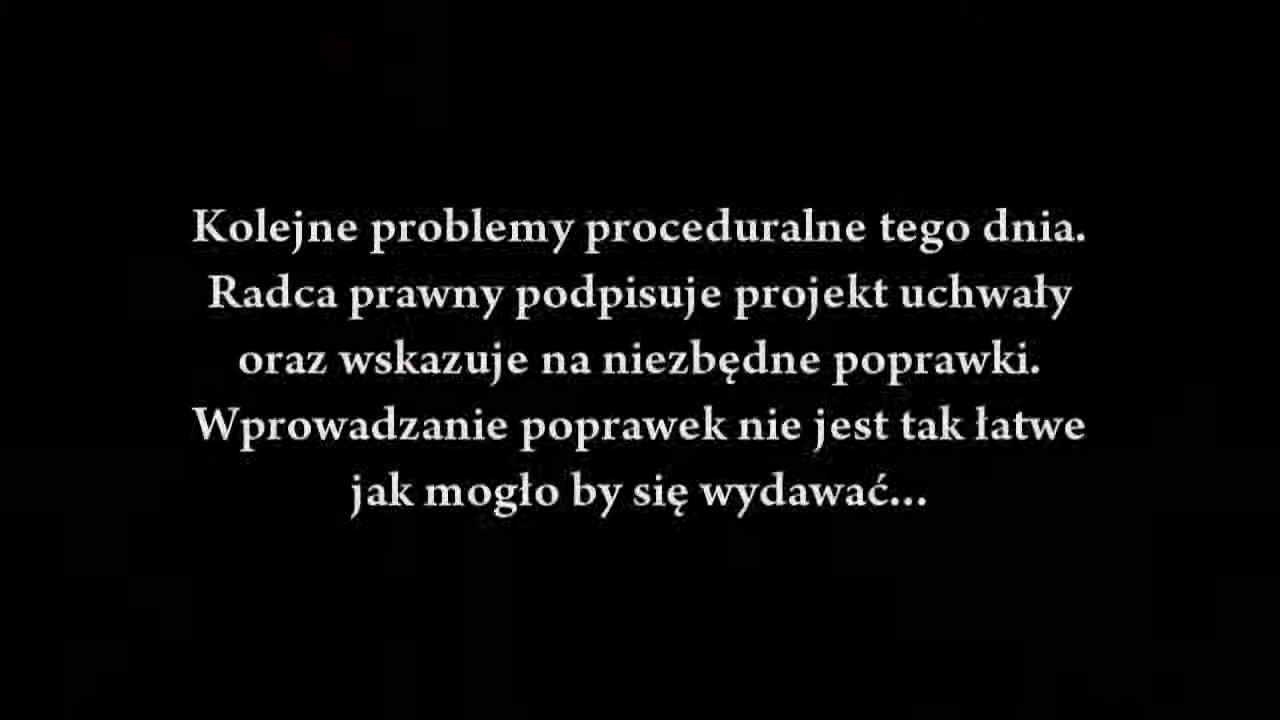 Kolejne problemy proceduralne tego dnia.
Radca prawny podpisuje projekt uchwały
oraz wskazuje na niezbędne poprawki.
Wprowadzanie poprawek nie jest tak łatwe
jak mogło by się wydawać...